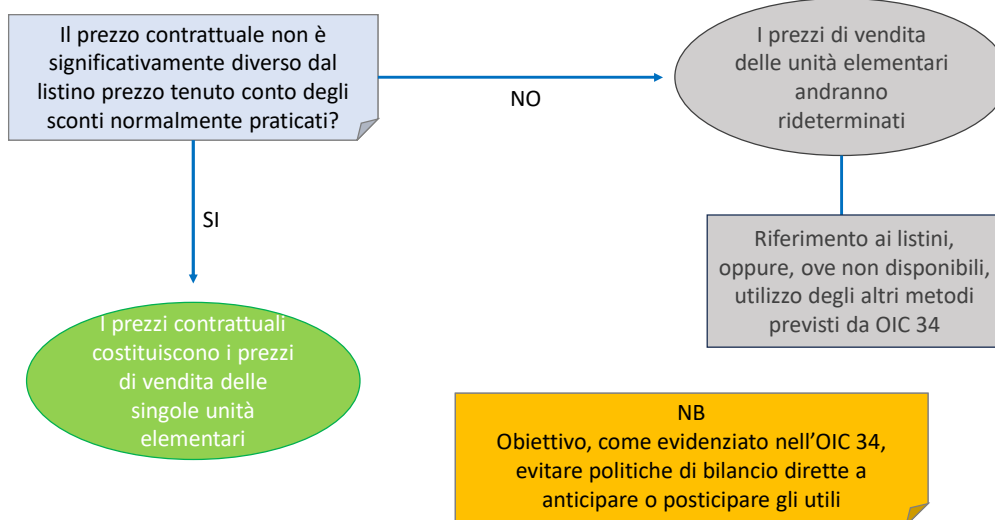 Il prezzo contrattuale non è
significativamente diverso dal
listino prezzo tenuto conto degli
sconti normalmente praticati?
NO
I prezzi di vendita
delle unità elementari
andranno
rideterminati
SI
Riferimento ai listini,
oppure, ove non disponibili,
utilizzo degli altri metodi
previsti da OIC 34
I prezzi contrattuali
costituiscono i prezzi
di vendita delle
singole unità
elementari
NB
Obiettivo, come evidenziato nell'OIC 34,
evitare politiche di bilancio dirette a
anticipare o posticipare gli utili